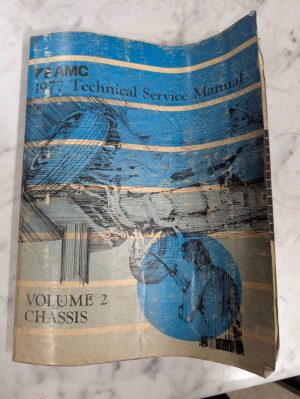 AMC
1977 Technical Service Manual
VOLUME 2
CHASSIS